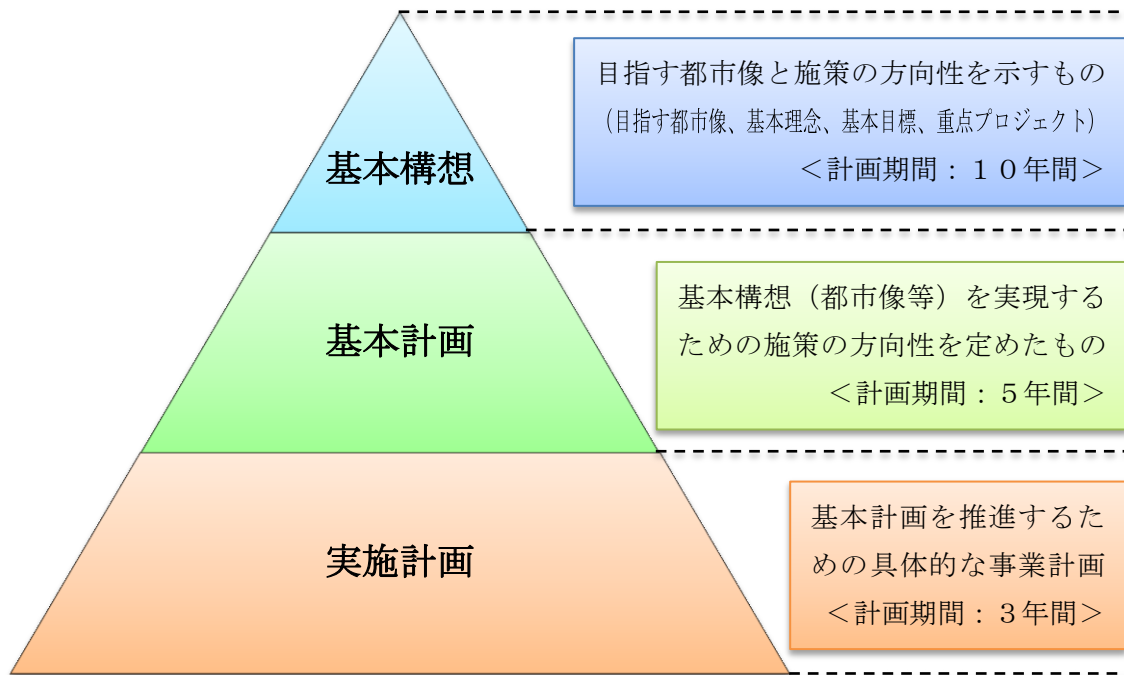 基本構想
目指す都市像と施策の方向性を示すもの
（目指す都市像、基本理念、基本目標、重点プロジェクト）
＜計画期間：１０年間＞
基本計画
基本構想（都市像等）を実現する
ための施策の方向性を定めたもの
＜計画期間：５年間＞
実施計画
基本計画を推進するた
めの具体的な事業計画
＜計画期間：３年間＞